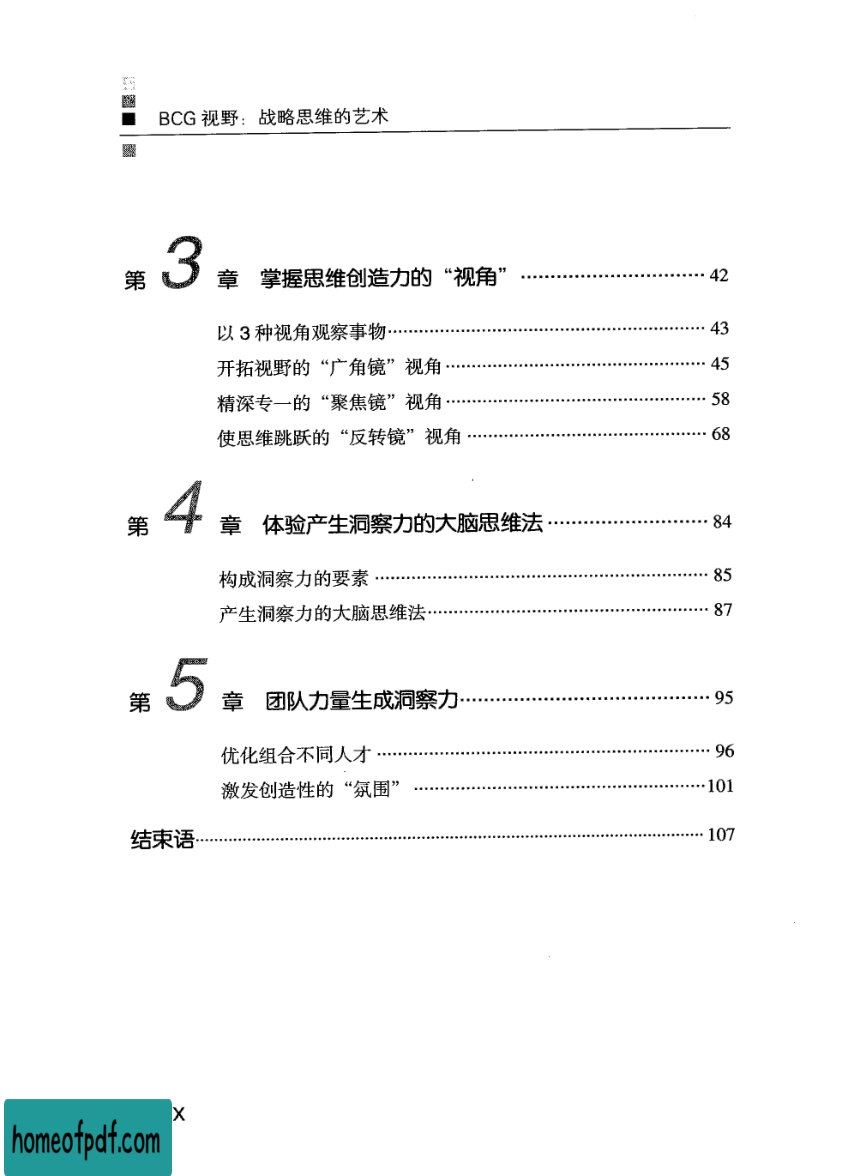 BCG 视野：战略思维的艺术
第3章 掌握思维创造力的“视角” …………………………… 42
以 3 种视角观察事物…………………………………………………… 43
开拓视野的“广角镜”视角………………………………………… 45
精深专一的“聚焦镜”视角………………………………………… 58
使思维跳跃的“反转镜”视角……………………………………… 68
第4章 体验产生洞察力的大脑思维法………………………… 84
构成洞察力的要素……………………………………………………… 85
产生洞察力的大脑思维法……………………………………………… 87
第5章 团队力量生成洞察力……………………………………… 95
优化组合不同人才……………………………………………………… 96
激发创造性的“氛围” ………………………………………………101
结束语…………………………………………………………………………… 107
X
homeofpdf.com